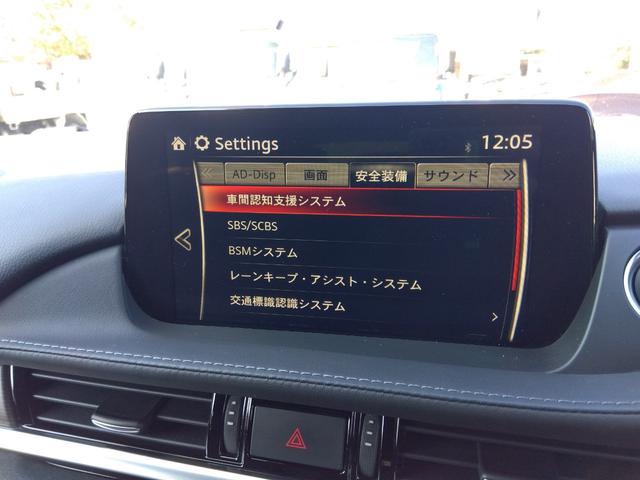 Settings 12:05
AD-Disp 画面 安全装備 サウンド
車間認知支援システム
SBS/SCBS
BSMシステム
レーンキープ・アシスト・システム
交通標識認識システム